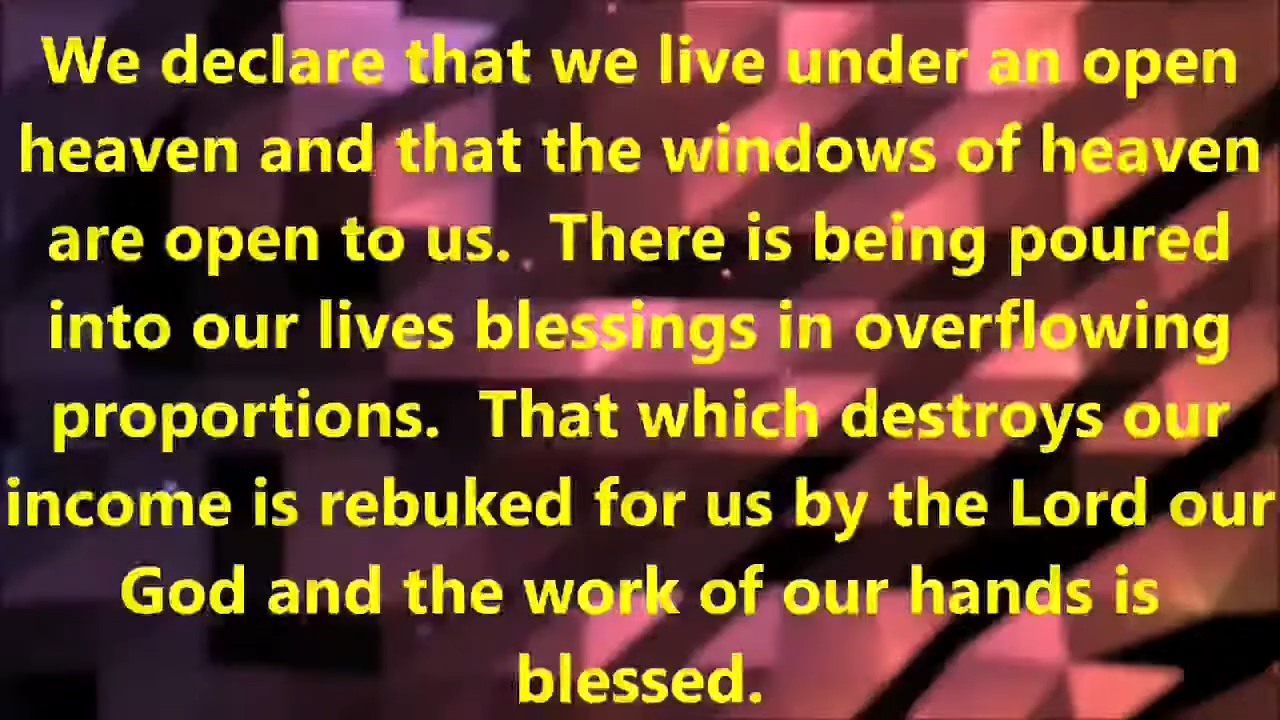 We declare that we live under an open
heaven and that the windows of heaven
are open to us.  There is being poured
into our lives blessings in overflowing
proportions.  That which destroys our
income is rebuked for us by the Lord our
God and the work of our hands is
blessed.